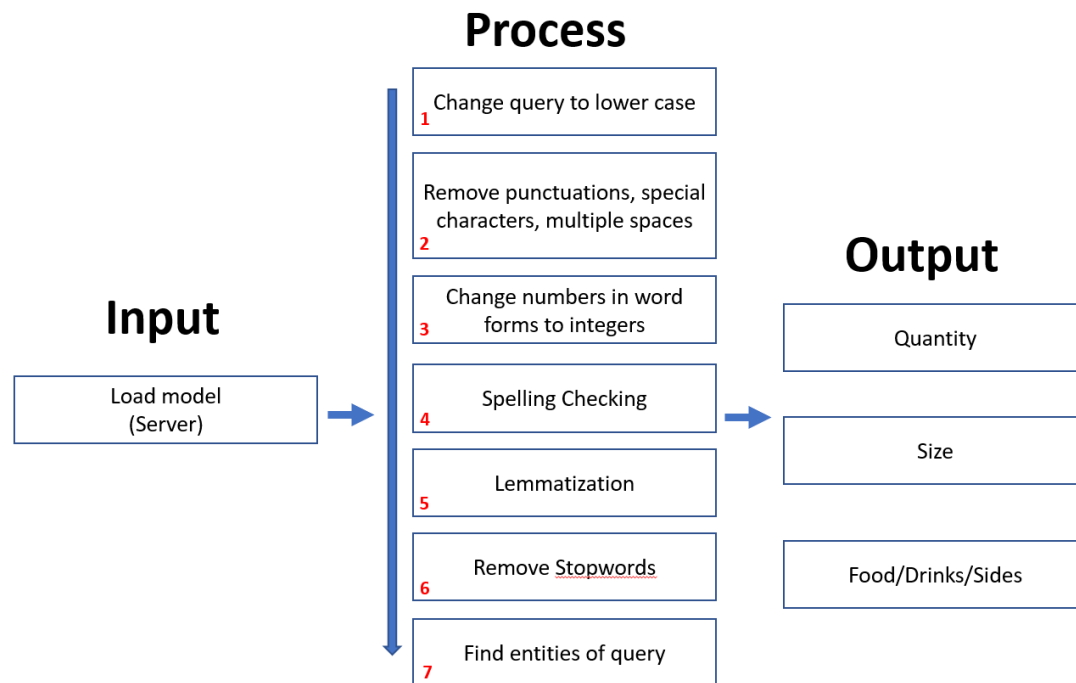 Process
1
Change query to lower case
2
Remove punctuations, special
characters, multiple spaces
3
Change numbers in word
forms to integers
4
Spelling Checking
5
Lemmatization
6
Remove Stopwords
7
Find entities of query
Input
Load model
(Server)
Output
Quantity
Size
Food/Drinks/Sides